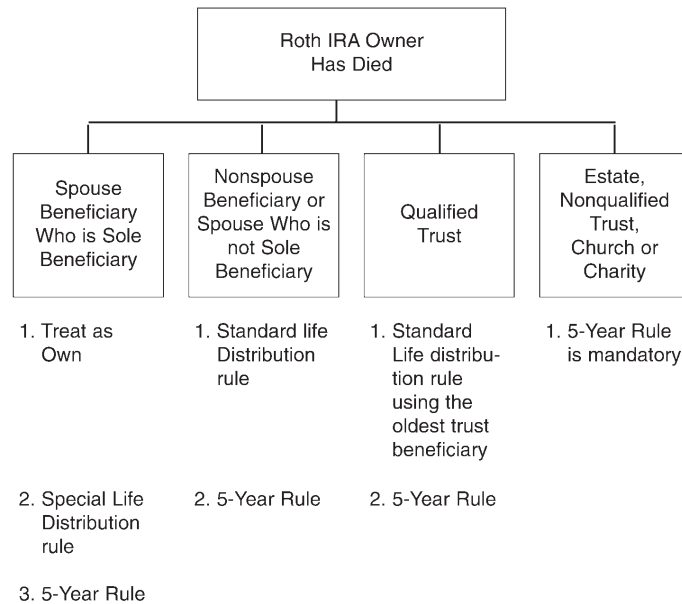 Roth IRA Owner
Has Died
Spouse
Beneficiary
Who is Sole
Beneficiary
Nonspouse
Beneficiary or
Spouse Who is
not Sole
Beneficiary
Qualified
Trust
Estate,
Nonqualified
Trust,
Church or
Charity
1. Treat as
Own
2. Special Life
Distribution
rule
3. 5-Year Rule
1. Standard life
Distribution
rule
2. 5-Year Rule
1. Standard
Life distribu-
tion rule
using the
oldest trust
beneficiary
2. 5-Year Rule
1. 5-Year Rule
is mandatory